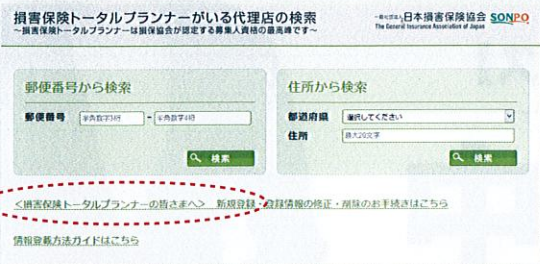 損害保険トータルプランナーがいる代理店の検索
～損害保険トータルプランナーは損保協会が認定する募集人資格の最高峰です～
一般社団法人日本損害保険協会 SONPO
The General Insurance Association of Japan
郵便番号から検索
郵便番号 半角数字3桁 - 半角数字4桁
検索
住所から検索
都道府県 選択してください
住所 最大20文字
検索
<損害保険トータルプランナーの皆さまへ> 新規登録・登録情報の修正・削除のお手続きはこちら
情報登載方法ガイドはこちら